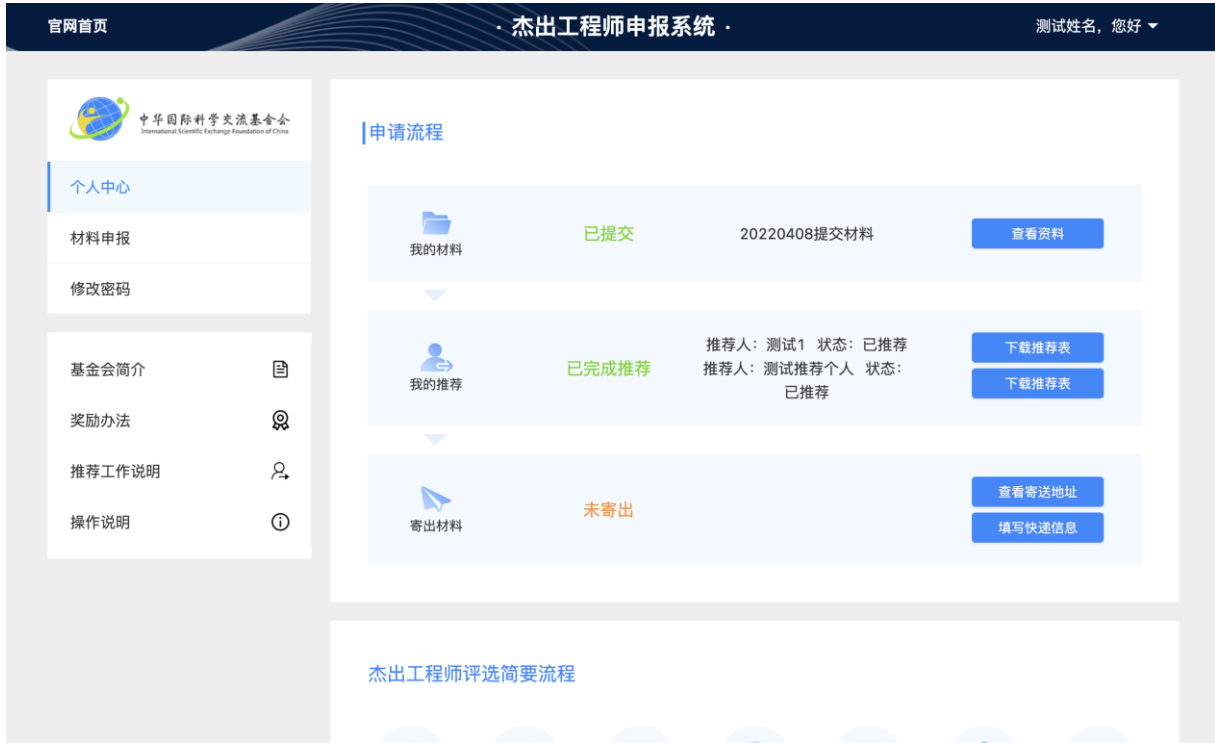 官网首页
· 杰出工程师申报系统 ·
测试姓名，您好
中华国际科学交流基金会
International Scientific Exchange Foundation of China
个人中心
材料申报
修改密码
基金会简介
奖励办法
推荐工作说明
操作说明
申请流程
我的材料
已提交
20220408提交材料
查看资料
我的推荐
已完成推荐
推荐人：测试1 状态：已推荐
推荐人：测试推荐个人 状态：
已推荐
下载推荐表
下载推荐表
寄出材料
未寄出
查看寄送地址
填写快递信息
杰出工程师评选简要流程